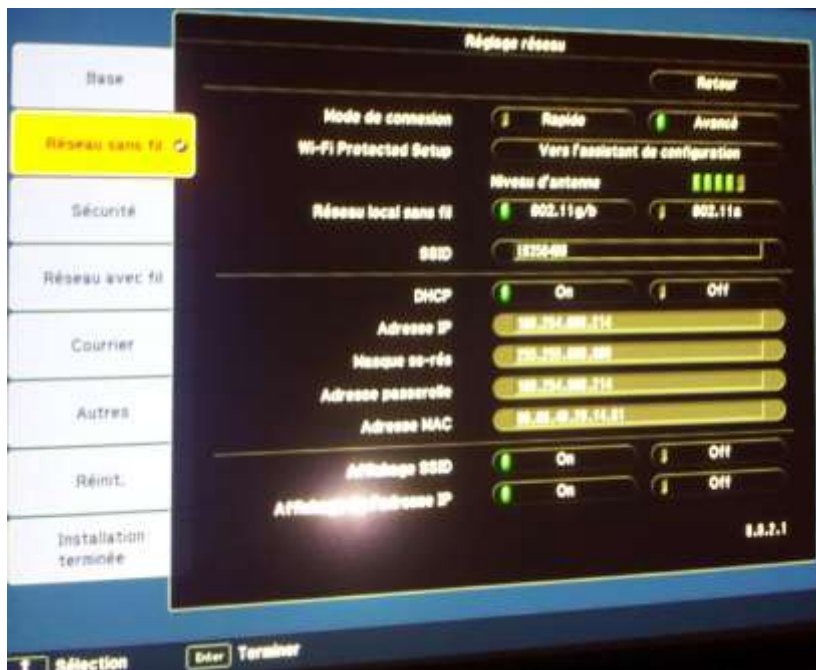 Réglage réseau
Retour
Base
Réseau sans fil
Sécurité
Réseau avec fil
Courrier
Autres
Réinit.
Installation
terminée
Mode de connexion Rapide Avancé
Wi-Fi Protected Setup Vers l'assistant de configuration
Niveau d'antenne
Réseau local sans fil 802.11g/b 802.11a
SSID
DHCP On Off
Adresse IP
Masque ss-rés
Adresse passerelle
Adresse MAC
Affichage SSID On Off
Affichage IP On Off
Sélection
Enter Terminer